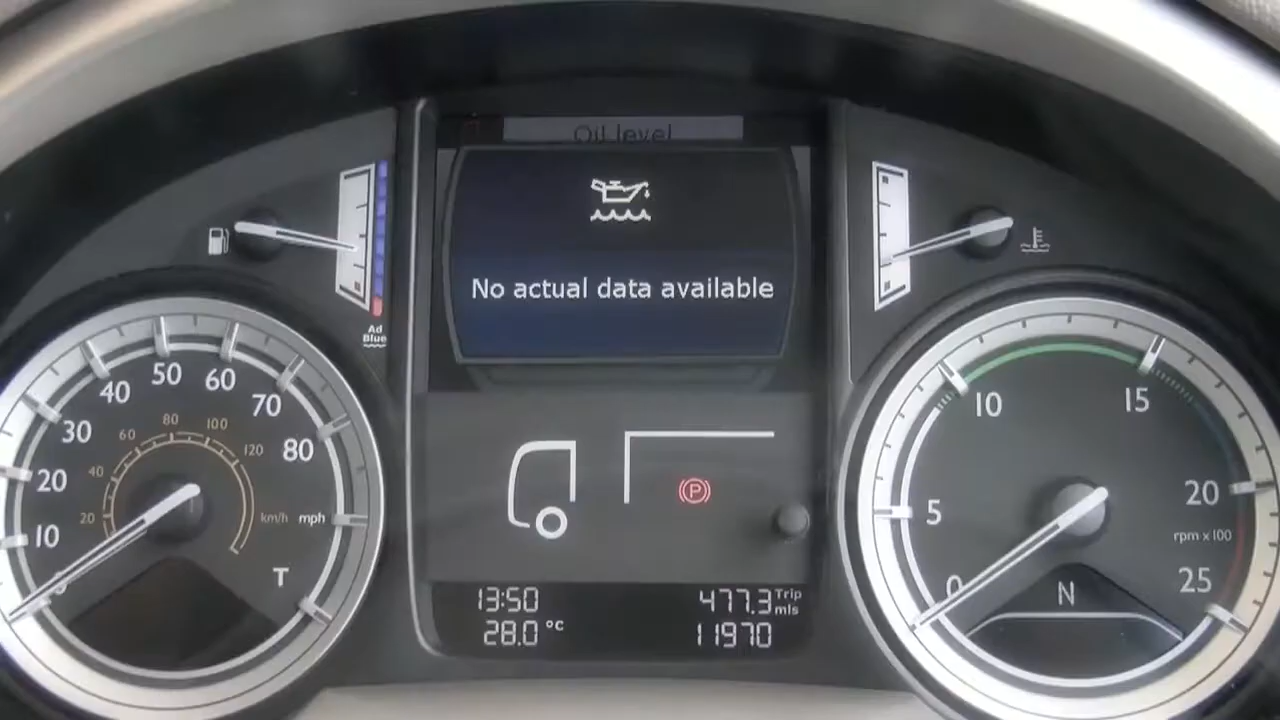 Oil level
No actual data available
Ad
Blue
0
10
20
30
40
50
60
70
80
20
40
60
80
100
120
km/h mph
T
P
13:50
28.0 °C
477.3 Trip
mls
11970
0
5
10
15
20
25
rpm x 100
N